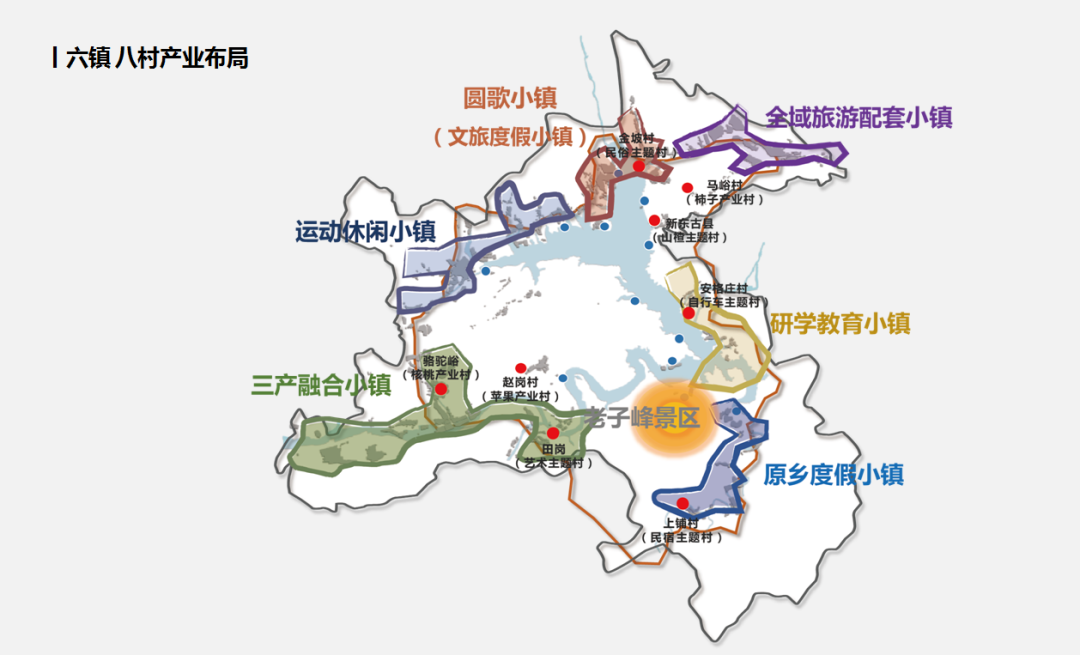 六镇 八村产业布局
圆歌小镇
（文旅度假小镇）
全域旅游配套小镇
金坡村
（民俗主题村）
马峪村
（柿子产业村）
新东古县
（山楂主题村）
运动休闲小镇
安格庄村
（自行车主题村）
研学教育小镇
骆驼峪
（核桃产业村）
三产融合小镇
赵岗村
（苹果产业村）
老子峰景区
田岗
（艺术主题村）
原乡度假小镇
上铺村
（民宿主题村）